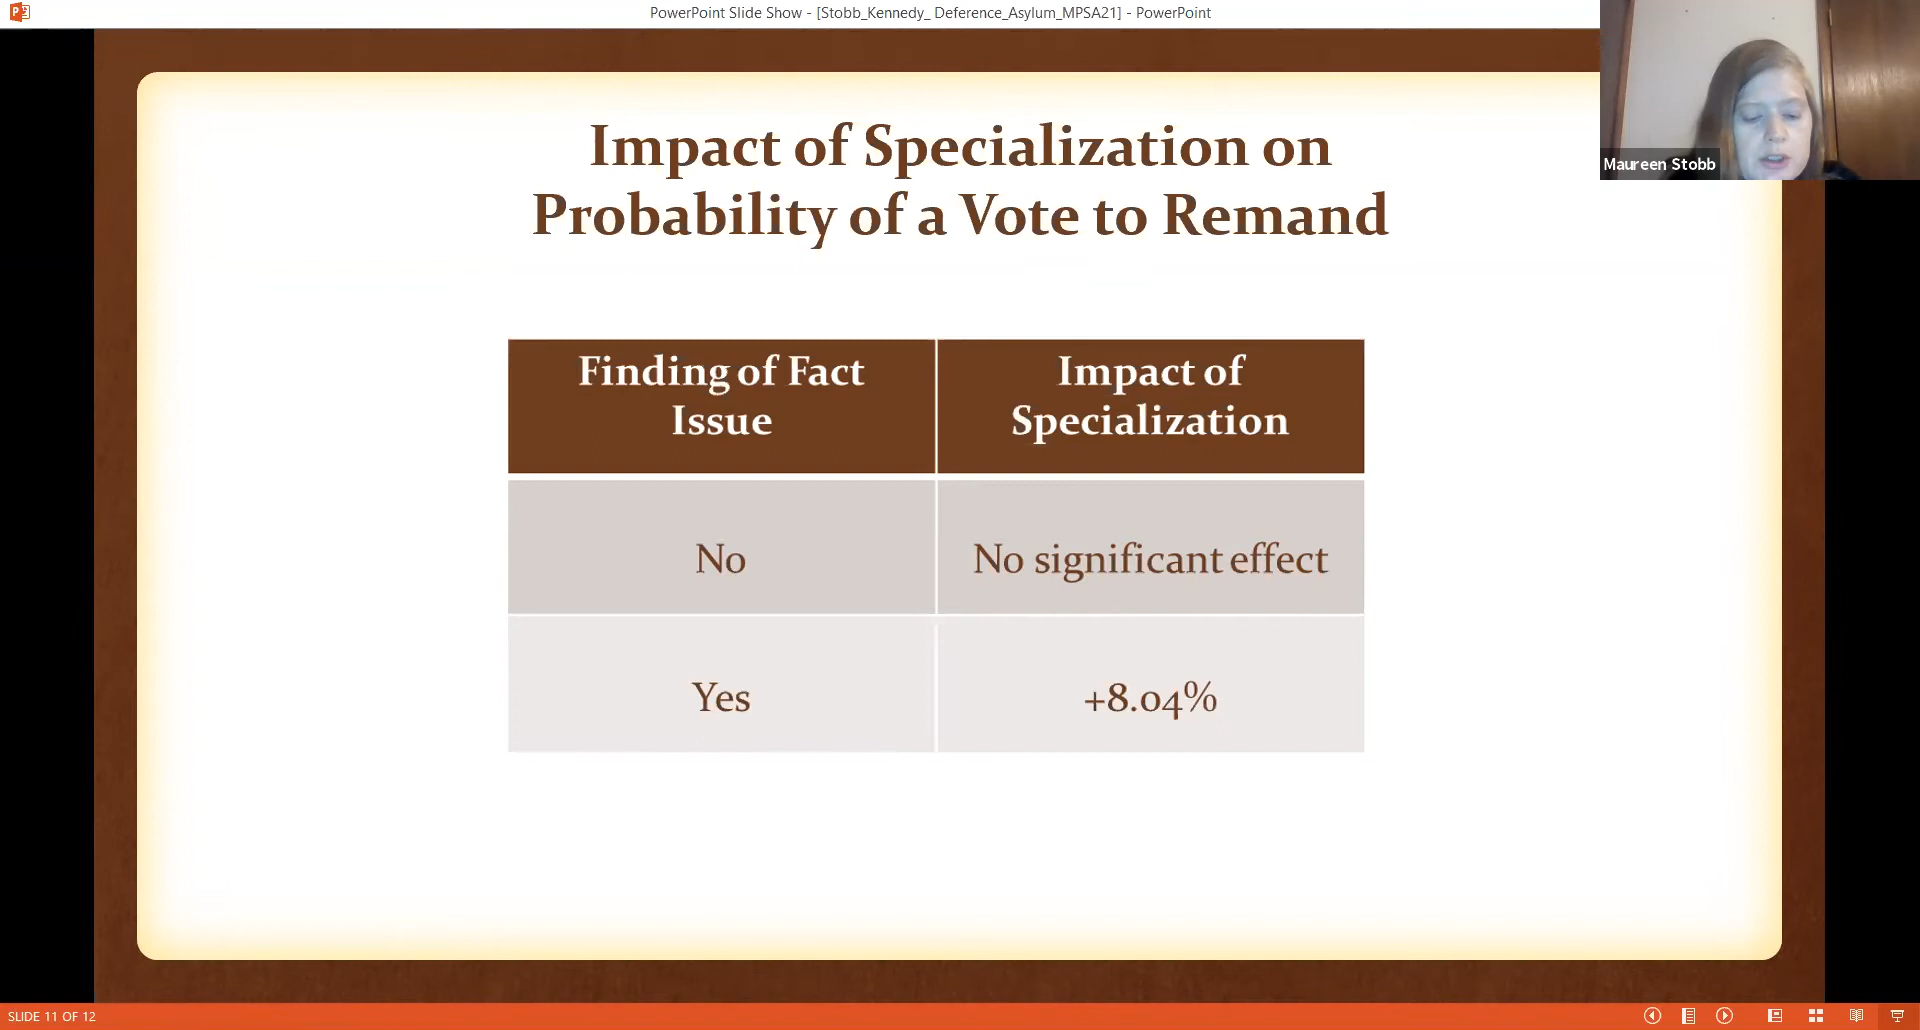 PowerPoint Slide Show - [Stobb_Kennedy_ Deference_Asylum_MPSA21] - PowerPoint
Maureen Stobb
Impact of Specialization on
Probability of a Vote to Remand
Finding of Fact
Issue
Impact of
Specialization
No
No significant effect
Yes
+8.04%
SLIDE 11 OF 12